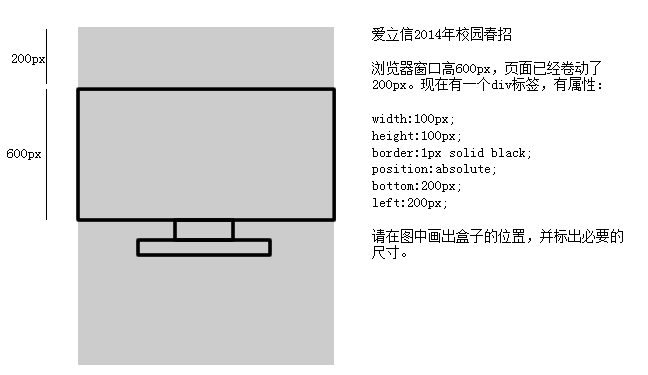 爱立信2014年校园春招
浏览器窗口高600px，页面已经卷动了
200px。现在有一个div标签，有属性：
width:100px;
height:100px;
border:1px solid black;
position:absolute;
bottom:200px;
left:200px;
请在图中画出盒子的位置，并标出必要的
尺寸。
200px
600px